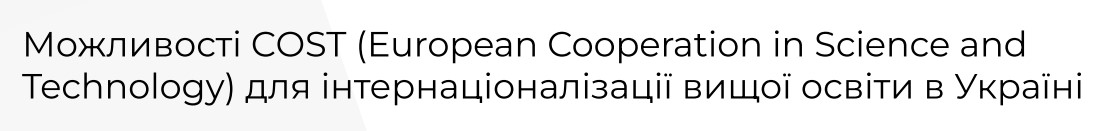 Можливості COST (European Cooperation in Science and
Technology) для інтернаціоналізації вищої освіти в Україні